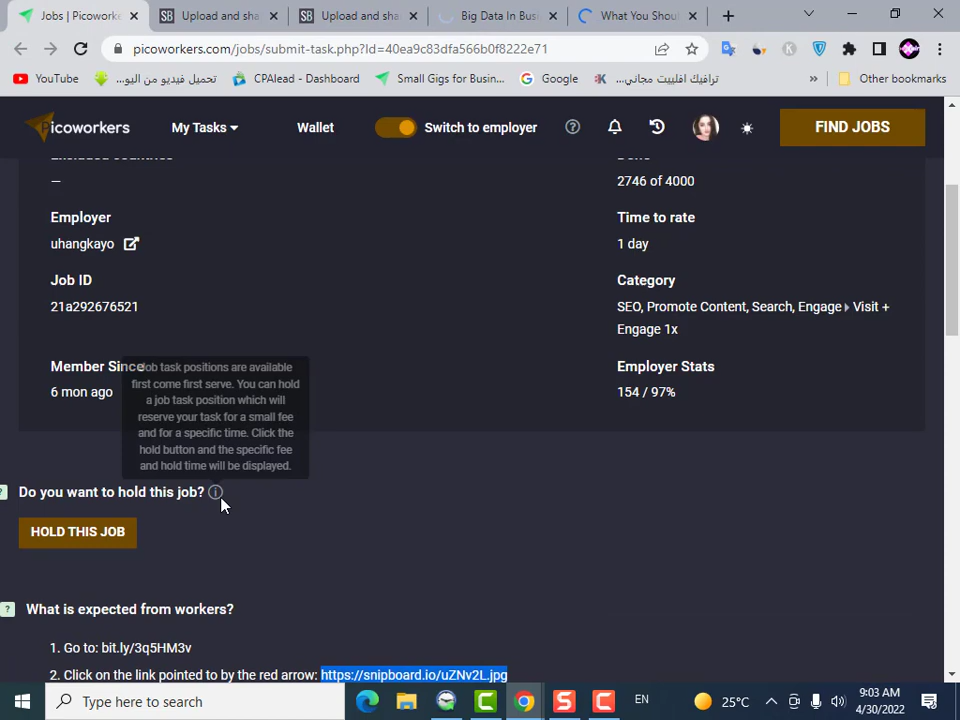 Jobs | Picoworke
Upload and sha
Upload and sha
Big Data In Busi
What You Shou
picoworkers.com/jobs/submit-task.php?Id=40ea9c83dfa566b0f8222e71
YouTube
تحميل فيديو من اليو...
CPAlead - Dashboard
Small Gigs for Busin...
Google
ترافيك افلييت مجاني...
Other bookmarks
Picoworkers
My Tasks
Wallet
Switch to employer
FIND JOBS
Excluded countries
Done
—
2746 of 4000
Employer
Time to rate
uhangkayo
1 day
Job ID
Category
21a292676521
SEO, Promote Content, Search, Engage Visit +
Engage 1x
Member Since
Employer Stats
6 mon ago
154 / 97%
Job task positions are available
first come first serve. You can hold
a job task position which will
reserve your task for a small fee
and for a specific time. Click the
hold button and the specific fee
and hold time will be displayed.
Do you want to hold this job?
HOLD THIS JOB
What is expected from workers?
1. Go to: bit.ly/3q5HM3v
2. Click on the link pointed to by the red arrow: https://snipboard.io/uZNv2L.jpg
Type here to search
25°C
EN
9:03 AM
4/30/2022